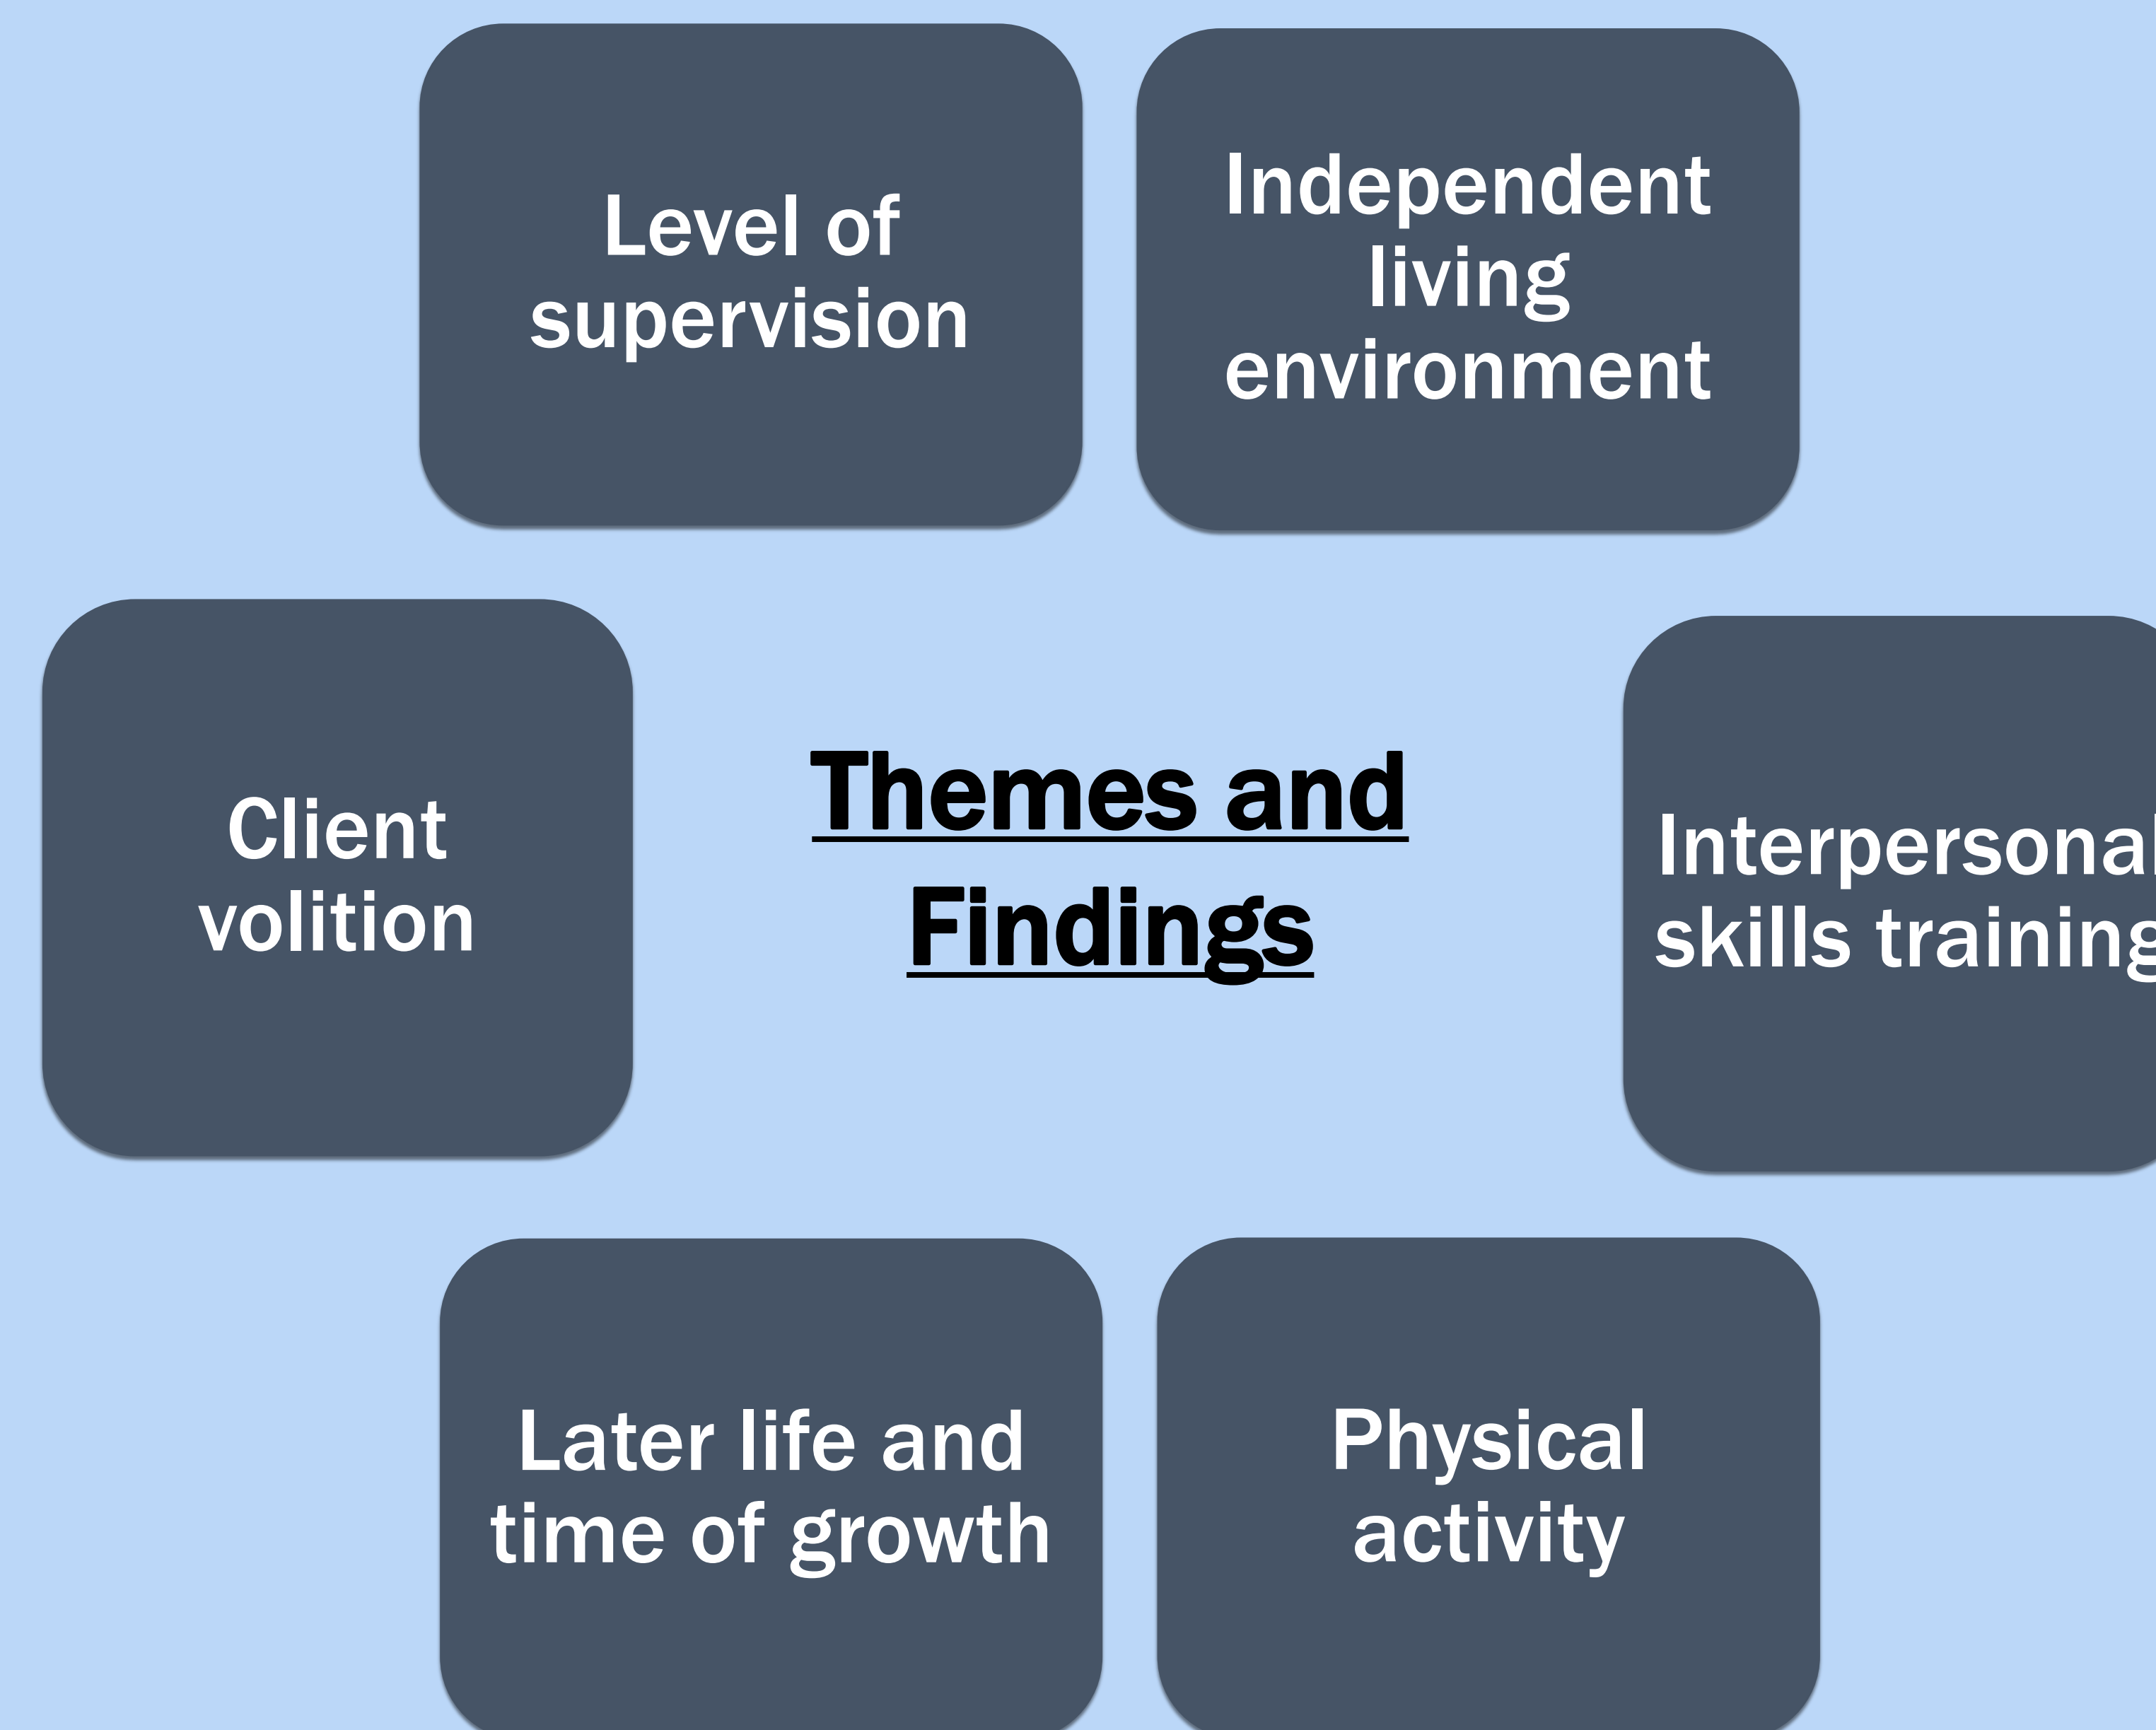 Level of
supervision
Independent
living
environment
Client
volition
Themes and
Findings
Interpersonal
skills training
Later life and
time of growth
Physical
activity